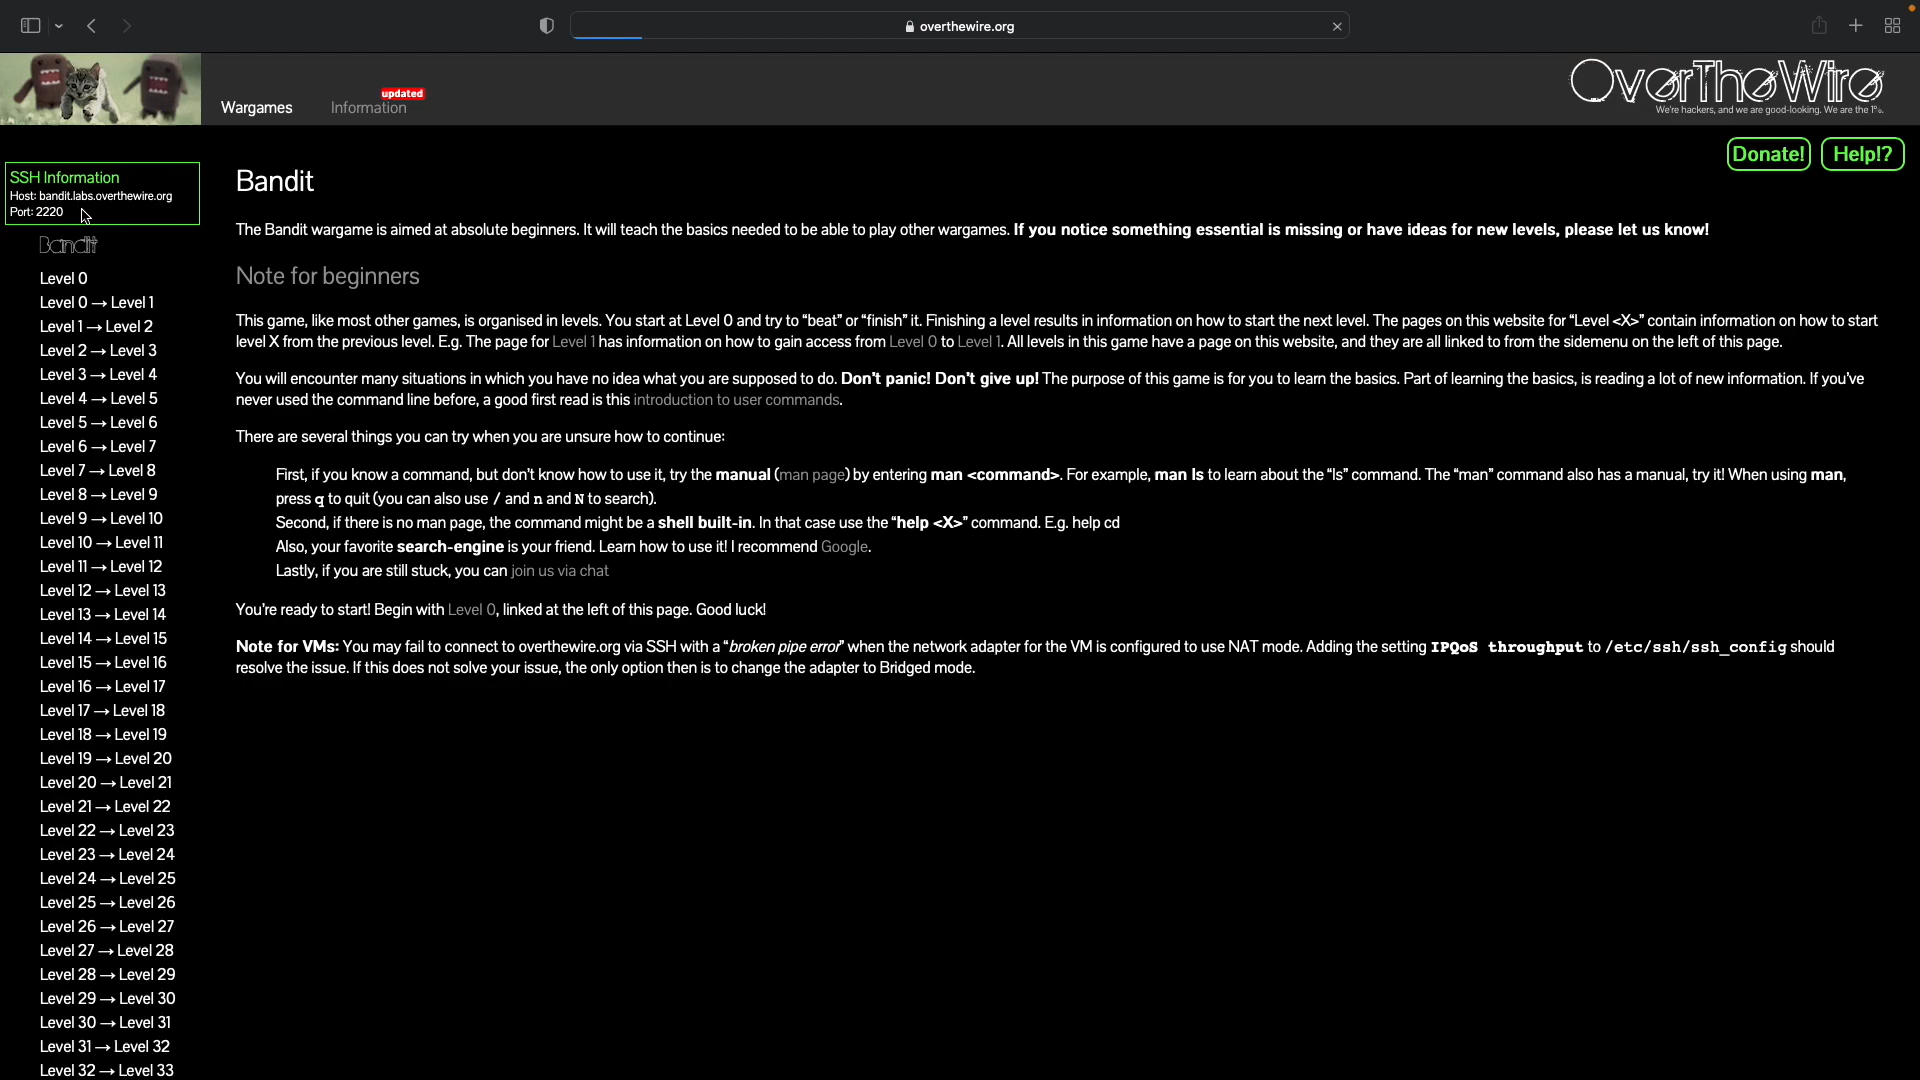 overthewire.org
Wargames
Information
updated
OverTheWire
We're hackers, and we are good-looking. We are the 1%.
Donate!
Help!?
SSH Information
Host: bandit.labs.overthewire.org
Port: 2220
Bandit
Level 0
Level 0 → Level 1
Level 1 → Level 2
Level 2 → Level 3
Level 3 → Level 4
Level 4 → Level 5
Level 5 → Level 6
Level 6 → Level 7
Level 7 → Level 8
Level 8 → Level 9
Level 9 → Level 10
Level 10 → Level 11
Level 11 → Level 12
Level 12 → Level 13
Level 13 → Level 14
Level 14 → Level 15
Level 15 → Level 16
Level 16 → Level 17
Level 17 → Level 18
Level 18 → Level 19
Level 19 → Level 20
Level 20 → Level 21
Level 21 → Level 22
Level 22 → Level 23
Level 23 → Level 24
Level 24 → Level 25
Level 25 → Level 26
Level 26 → Level 27
Level 27 → Level 28
Level 28 → Level 29
Level 29 → Level 30
Level 30 → Level 31
Level 31 → Level 32
Level 32 → Level 33
Bandit
The Bandit wargame is aimed at absolute beginners. It will teach the basics needed to be able to play other wargames. If you notice something essential is missing or have ideas for new levels, please let us know!
Note for beginners
This game, like most other games, is organised in levels. You start at Level 0 and try to “beat” or “finish” it. Finishing a level results in information on how to start the next level. The pages on this website for “Level <X>” contain information on how to start
level X from the previous level. E.g. The page for Level 1 has information on how to gain access from Level 0 to Level 1. All levels in this game have a page on this website, and they are all linked to from the sidemenu on the left of this page.
You will encounter many situations in which you have no idea what you are supposed to do. Don't panic! Don't give up! The purpose of this game is for you to learn the basics. Part of learning the basics, is reading a lot of new information. If you've
never used the command line before, a good first read is this introduction to user commands.
There are several things you can try when you are unsure how to continue:
First, if you know a command, but don't know how to use it, try the manual (man page) by entering man <command>. For example, man ls to learn about the “ls” command. The “man” command also has a manual, try it! When using man,
press q to quit (you can also use / and n and N to search).
Second, if there is no man page, the command might be a shell built-in. In that case use the “help <X>” command. E.g. help cd
Also, your favorite search-engine is your friend. Learn how to use it! I recommend Google.
Lastly, if you are still stuck, you can join us via chat
You're ready to start! Begin with Level 0, linked at the left of this page. Good luck!
Note for VMs: You may fail to connect to overthewire.org via SSH with a “broken pipe error” when the network adapter for the VM is configured to use NAT mode. Adding the setting IPQoS throughput to /etc/ssh/ssh_config should
resolve the issue. If this does not solve your issue, the only option then is to change the adapter to Bridged mode.